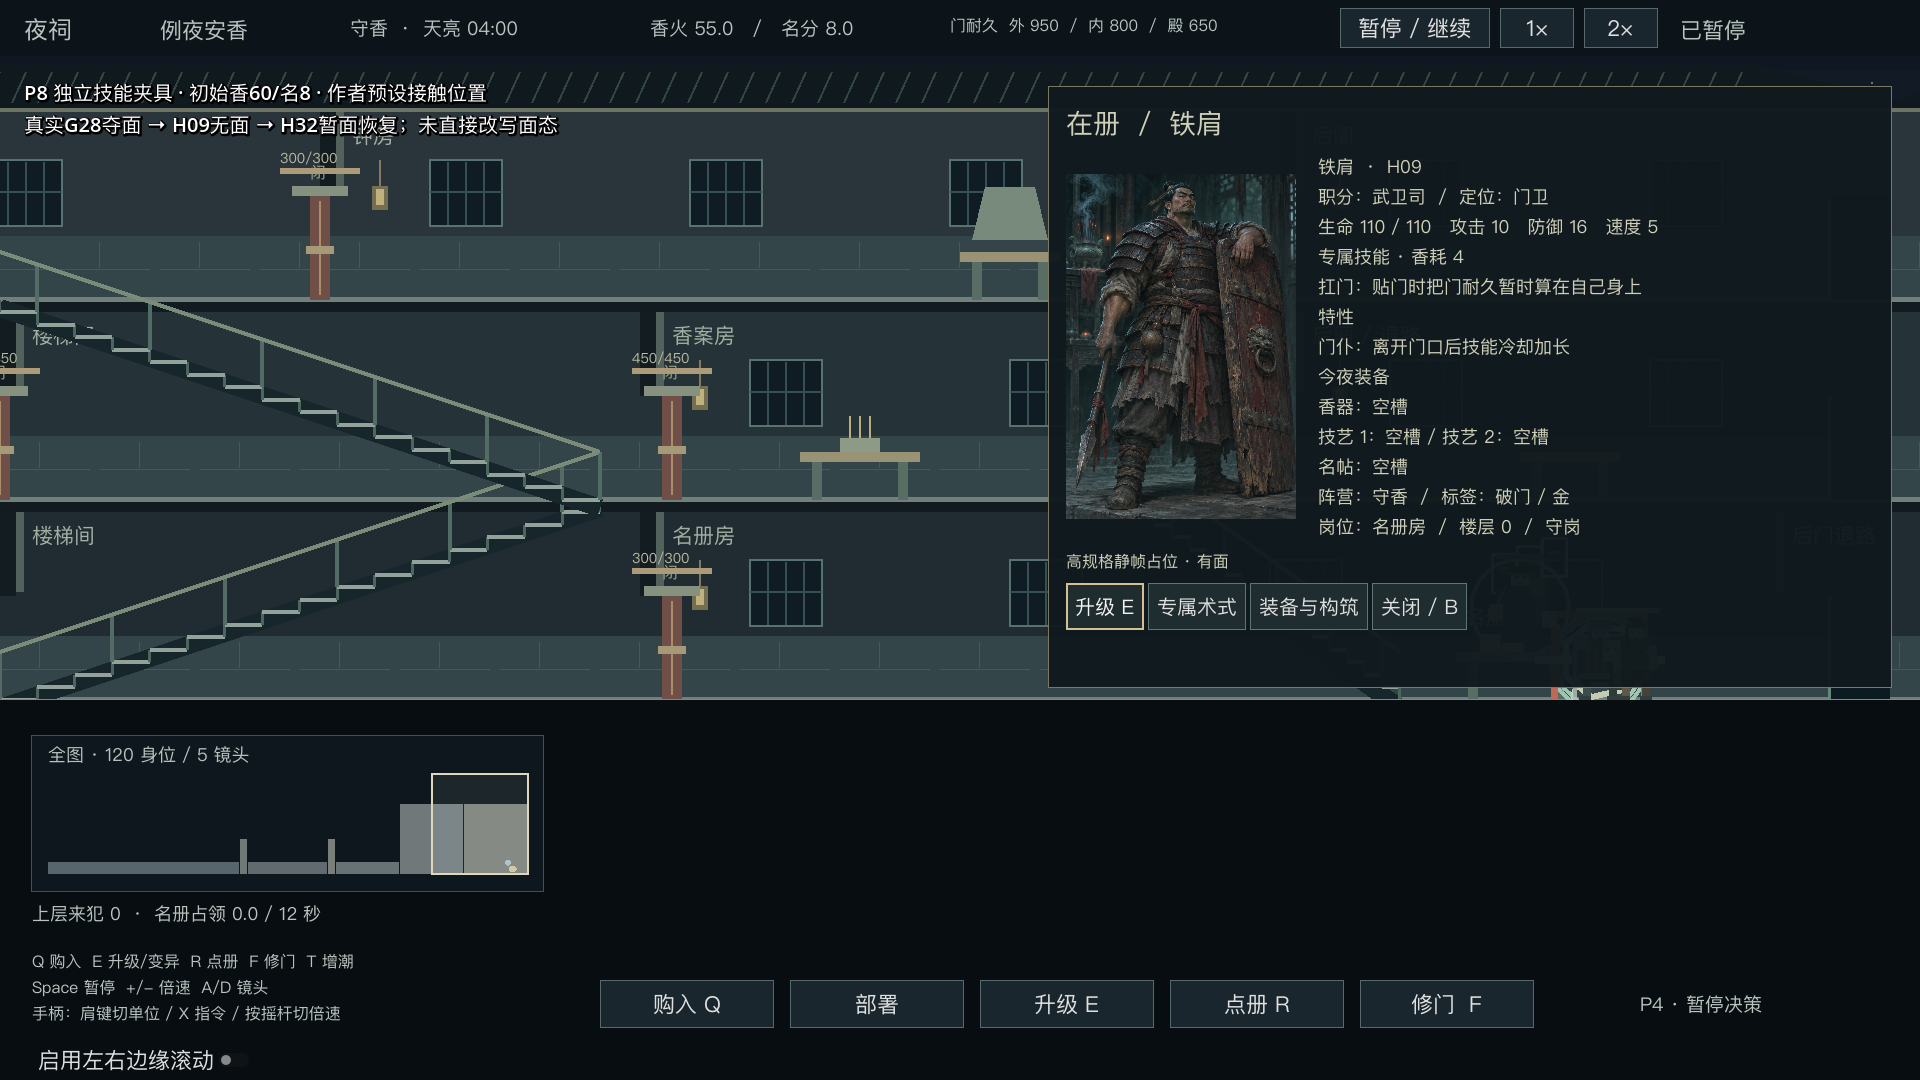 夜祠
例夜安香
守香 · 天亮 04:00
香火 55.0 / 名分 8.0
门耐久 外 950 / 内 800 / 殿 650
暂停 / 继续
1×
2×
已暂停
P8 独立技能夹具 · 初始香60/名8 · 作者预设接触位置
真实G28夺面 → H09无面 → H32暂面恢复；未直接改写面态
钟房
300/300
闭
香案房
450/450
闭
50
楼梯间
名册房
300/300
闭
在册 / 铁肩
铁肩 · H09
职分：武卫司 / 定位：门卫
生命 110 / 110 攻击 10 防御 16 速度 5
专属技能 · 香耗 4
扛门：贴门时把门耐久暂时算在自己身上
特性
门仆：离开门口后技能冷却加长
今夜装备
香器：空槽
技艺 1：空槽 / 技艺 2：空槽
名帖：空槽
阵营：守香 / 标签：破门 / 金
岗位：名册房 / 楼层 0 / 守岗
高规格静帧占位 · 有面
升级 E
专属术式
装备与构筑
关闭 / B
全图 · 120 身位 / 5 镜头
上层来犯 0 · 名册占领 0.0 / 12 秒
Q 购入 E 升级/变异 R 点册 F 修门 T 增潮
Space 暂停 +/− 倍速 A/D 镜头
手柄：肩键切单位 / X 指令 / 按摇杆切倍速
启用左右边缘滚动
购入 Q
部署
升级 E
点册 R
修门 F
P4 · 暂停决策